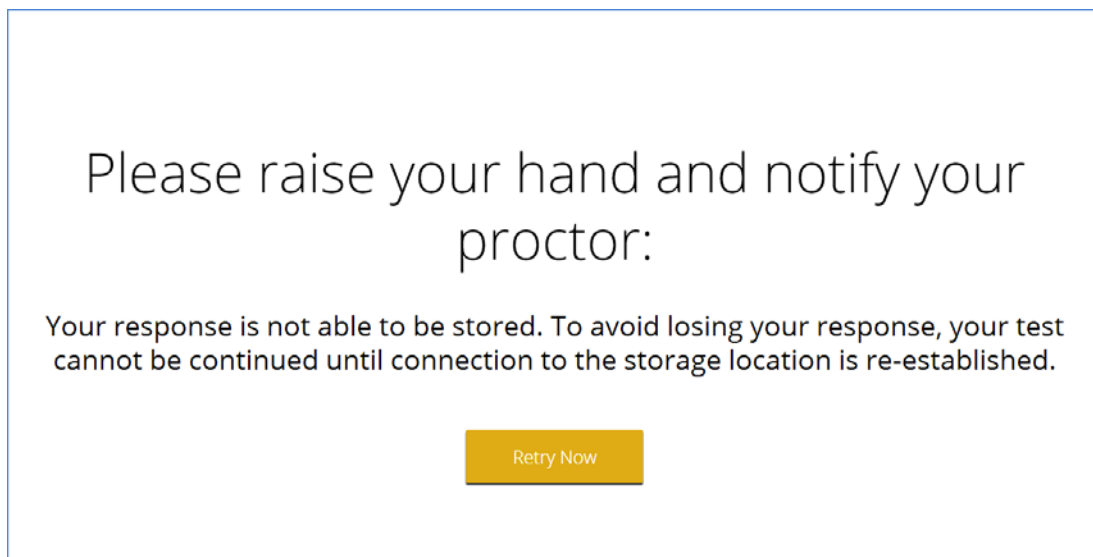 Please raise your hand and notify your
proctor:
Your response is not able to be stored. To avoid losing your response, your test
cannot be continued until connection to the storage location is re-established.
Retry Now